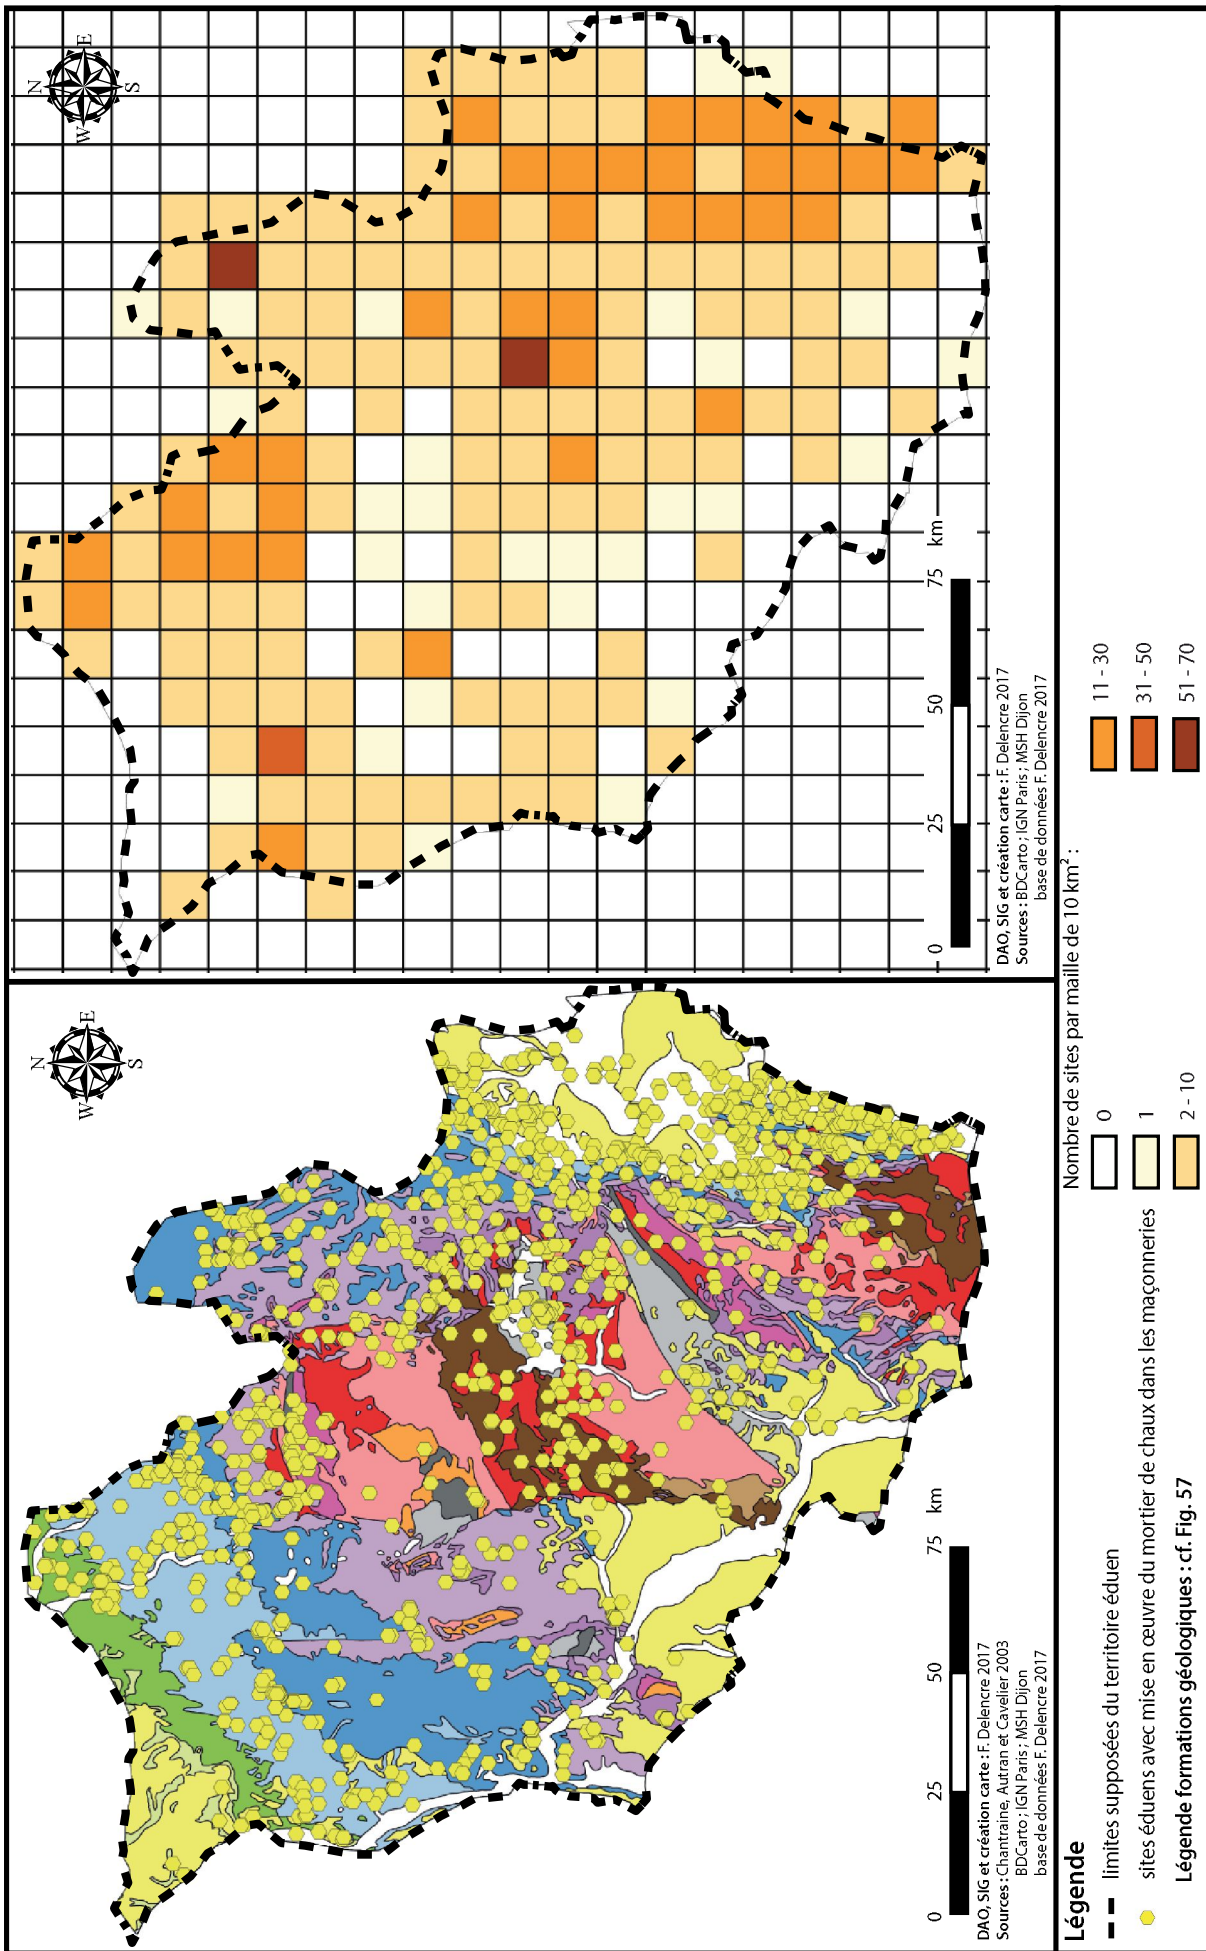 N
W E
S
0 25 50 75 km
DAO, SIG et création carte : F. Delencre 2017
Sources : Chantraine, Autran et Cavelier 2003
BDCarto ; IGN Paris ; MSH Dijon
base de données F. Delencre 2017
N
W E
S
0 25 50 75 km
DAO, SIG et création carte : F. Delencre 2017
Sources : BDCarto ; IGN Paris ; MSH Dijon
base de données F. Delencre 2017
Légende
limites supposées du territoire éduen
sites éduens avec mise en œuvre du mortier de chaux dans les maçonneries
Légende formations géologiques : cf. Fig. 57
Nombre de sites par maille de 10 km² :
0
1
2 - 10
11 - 30
31 - 50
51 - 70